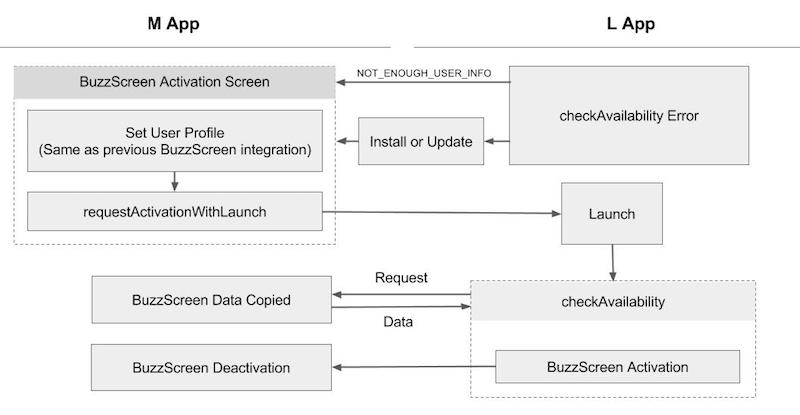 M App
L App
BuzzScreen Activation Screen
NOT_ENOUGH_USER_INFO
checkAvailability Error
Set User Profile
(Same as previous BuzzScreen integration)
Install or Update
requestActivationWithLaunch
Launch
Request
BuzzScreen Data Copied
checkAvailability
Data
BuzzScreen Deactivation
BuzzScreen Activation